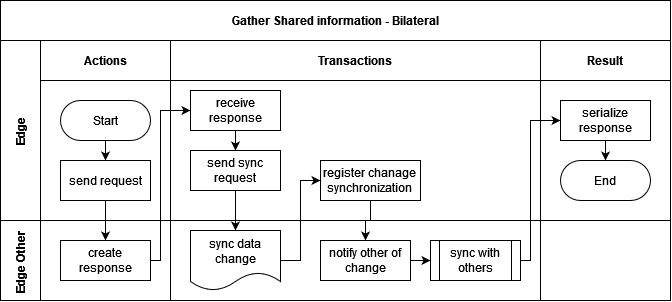 Gather Shared information - Bilateral
Actions
Transactions
Result
Edge
Start
send request
receive
response
send sync
request
register chanage
synchronization
serialize
response
End
Edge Other
create
response
sync data
change
notify other of
change
sync with
others